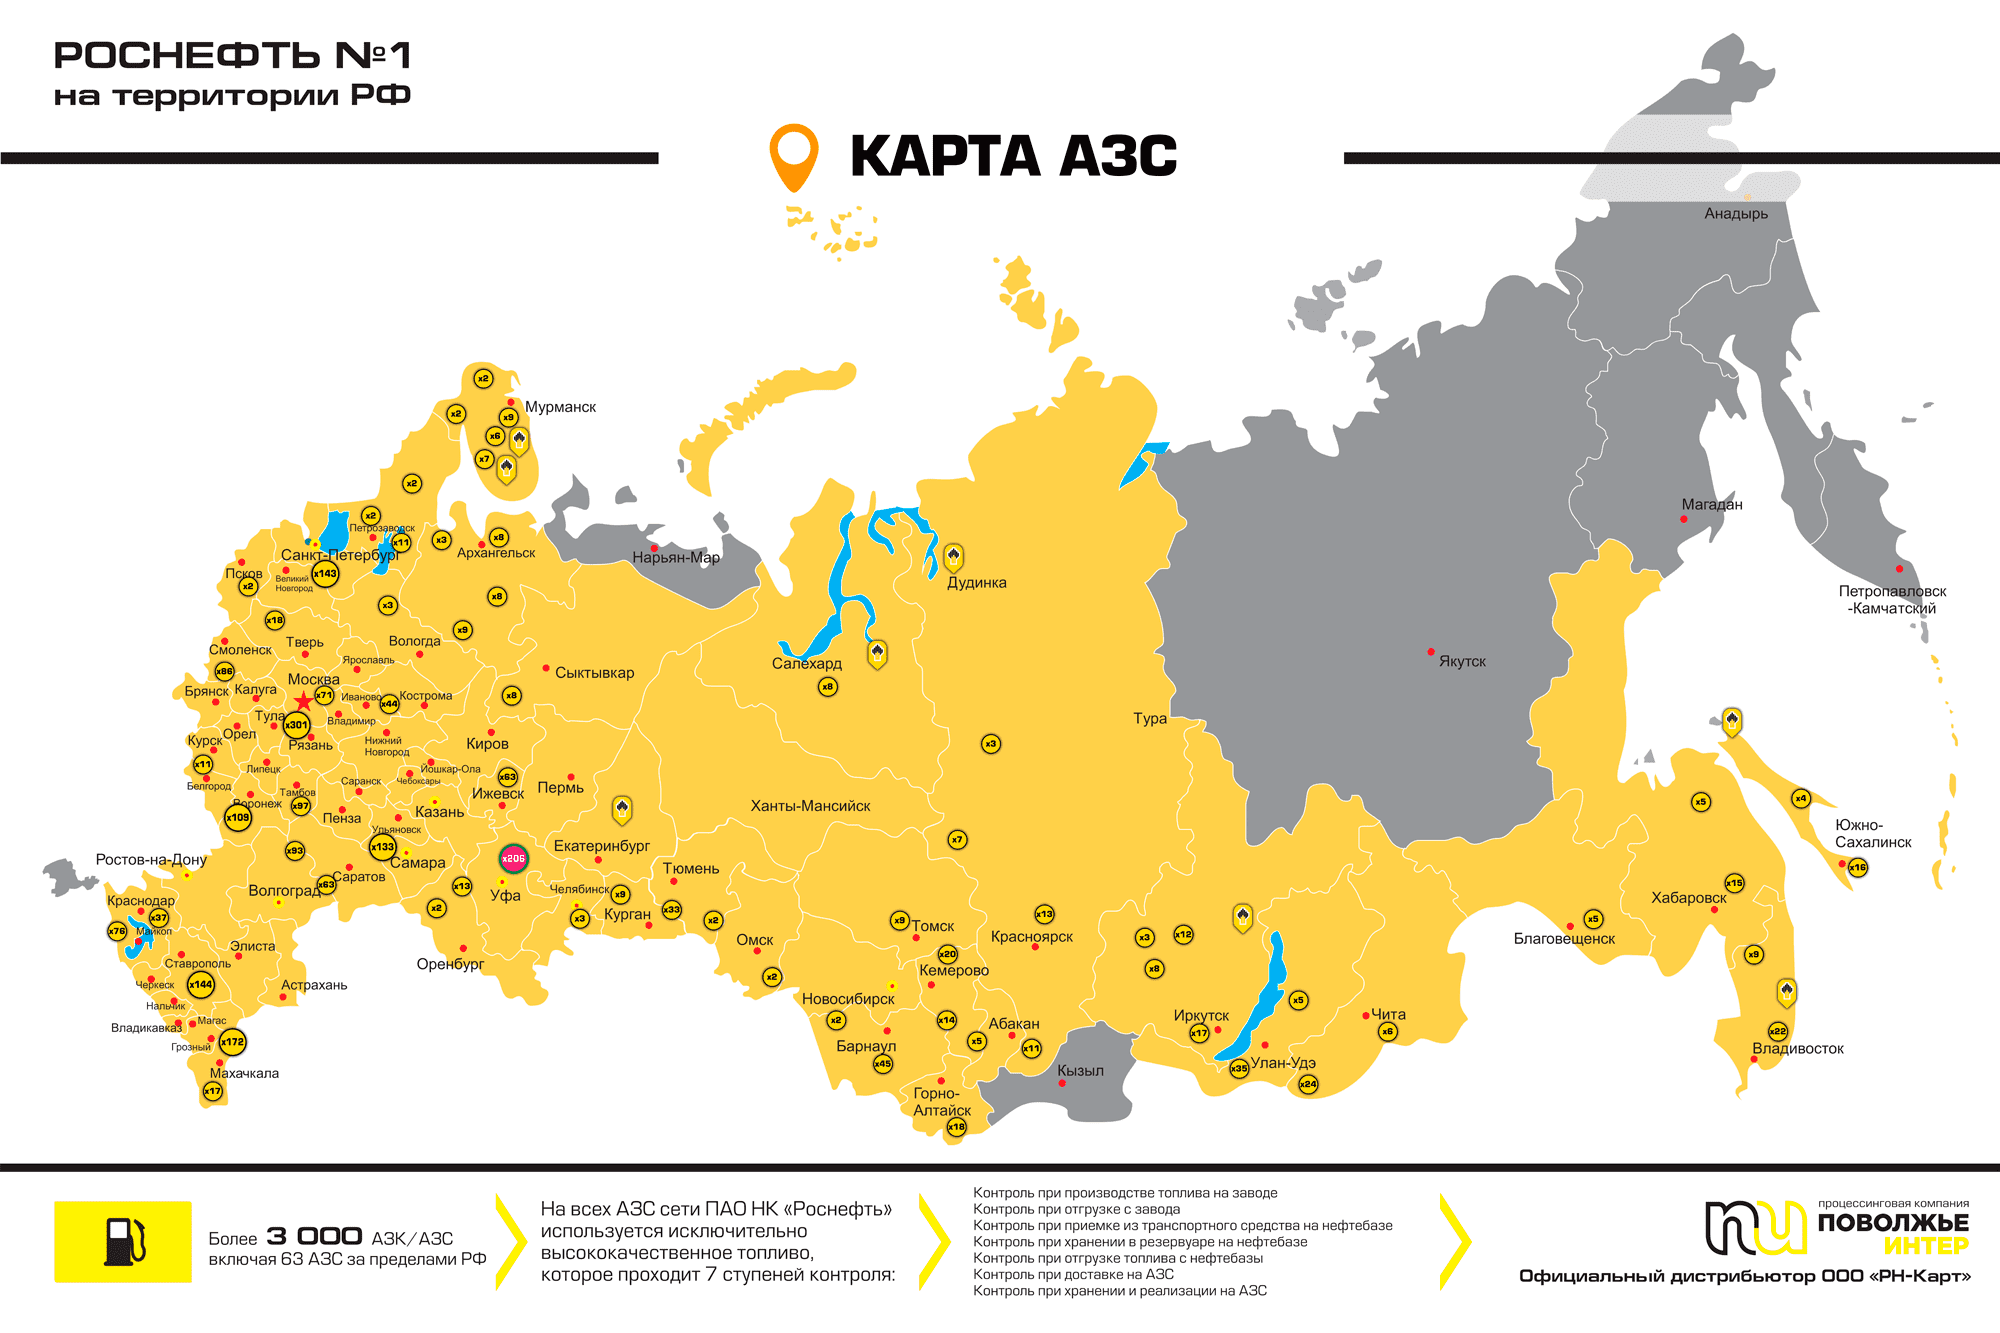 РОСНЕФТЬ №1
на территории РФ
КАРТА АЗС
Анадырь
x2
Мурманск
x2
x9
x6
x7
x2
Магадан
x2
Петрозаводск
x11
x3
x8
Архангельск
Санкт-Петербург
Нарьян-Мар
Псков
x2
Великий
Новгород
x143
Дудинка
Петропавловск
-Камчатский
x8
x3
x18
x9
Смоленск
Тверь
Вологда
Ярославль
Сыктывкар
Салехард
x8
Якутск
x86
Москва
Брянск
Калуга
x71
Иваново
x44
Кострома
x8
Тула
x301
Владимир
Тура
Курск
Орел
Рязань
Нижний
Новгород
Киров
x3
x11
Липецк
Саранск
Чебоксары
Йошкар-Ола
x63
Белгород
Тамбов
Ижевск
Пермь
Воронеж
x97
Пенза
Казань
Ханты-Мансийск
x5
x4
x109
Ульяновск
x133
x7
Южно-
Сахалинск
x93
Самара
x206
Екатеринбург
Ростов-на-Дону
x16
Волгоград
x63
Саратов
x13
Уфа
Челябинск
x9
Тюмень
x15
Хабаровск
Краснодар
x37
x76
Майкоп
x2
x3
Курган
x33
x2
x9
Томск
x13
Красноярск
x3
x12
x5
Благовещенск
Элиста
Ставрополь
Оренбург
Омск
x20
Кемерово
x8
x9
Черкеск
x144
Астрахань
x2
Нальчик
Новосибирск
x5
Владикавказ
Магас
x2
x14
Абакан
Иркутск
x17
Чита
x6
x22
Грозный
x172
Барнаул
x5
x11
Владивосток
Махачкала
x45
Кызыл
x35
Улан-Удэ
x17
Горно-
Алтайск
x24
x18
Более 3 000 АЗК/АЗС
включая 63 АЗС за пределами РФ
На всех АЗС сети ПАО НК «Роснефть»
используется исключительно
высококачественное топливо,
которое проходит 7 ступеней контроля:
Контроль при производстве топлива на заводе
Контроль при отгрузке с завода
Контроль при приемке из транспортного средства на нефтебазе
Контроль при хранении в резервуаре на нефтебазе
Контроль при отгрузке топлива с нефтебазы
Контроль при доставке на АЗС
Контроль при хранении и реализации на АЗС
процессинговая компания
ПОВОЛЖЬЕ
ИНТЕР
Официальный дистрибьютор ООО «РН-Карт»